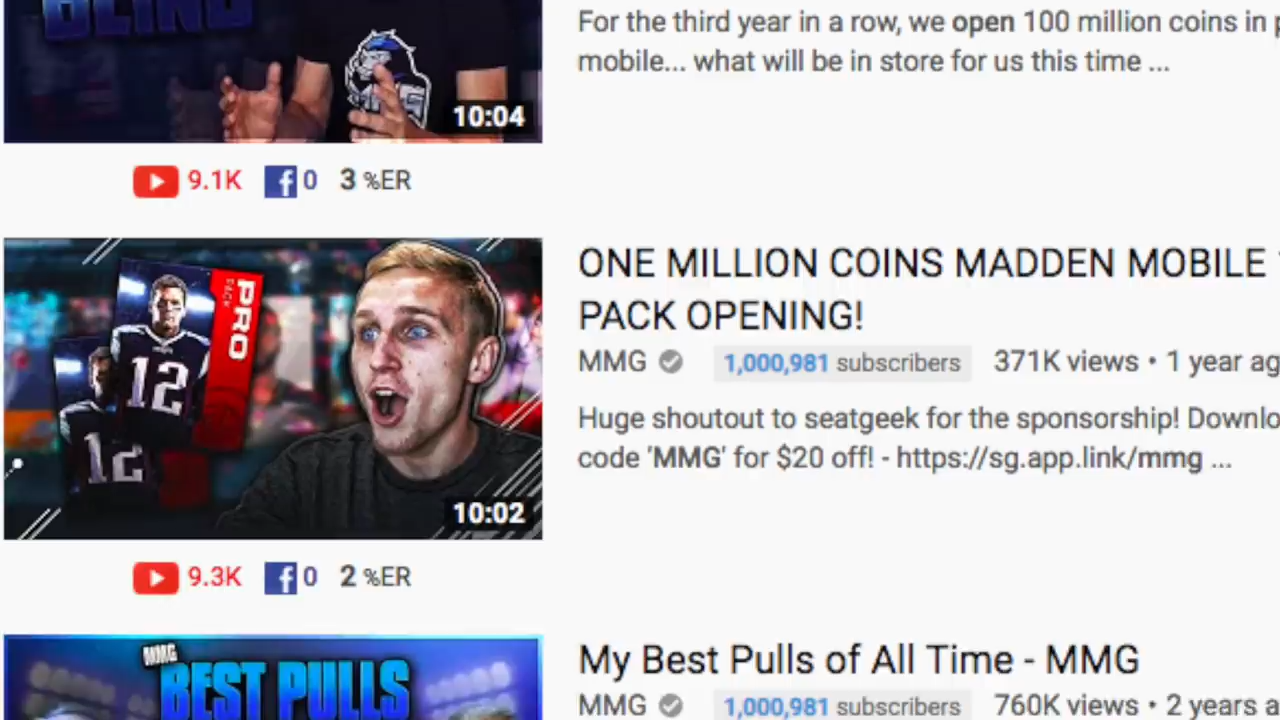 BLIND
For the third year in a row, we open 100 million coins in
mobile... what will be in store for us this time ...
10:04
9.1K
0
3 %ER
ONE MILLION COINS MADDEN MOBILE
PACK OPENING!
PRO
PACK
12
12
MMG
1,000,981 subscribers
371K views • 1 year ag
Huge shoutout to seatgeek for the sponsorship! Downlo
code 'MMG' for $20 off! - https://sg.app.link/mmg ...
10:02
9.3K
0
2 %ER
MMG
BEST PULLS
My Best Pulls of All Time - MMG
MMG
1,000,981 subscribers
760K views • 2 years a